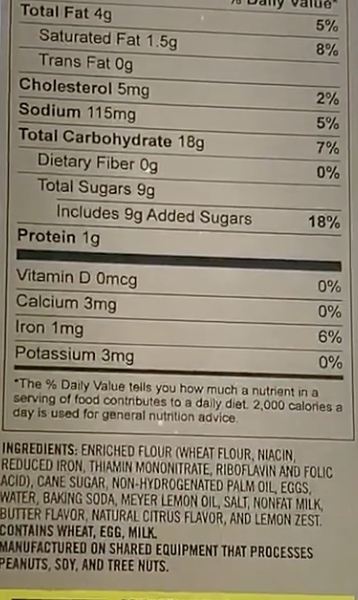 % Daily Value*
Total Fat 4g 5%
Saturated Fat 1.5g 8%
Trans Fat 0g
Cholesterol 5mg 2%
Sodium 115mg 5%
Total Carbohydrate 18g 7%
Dietary Fiber 0g 0%
Total Sugars 9g
Includes 9g Added Sugars 18%
Protein 1g
Vitamin D 0mcg 0%
Calcium 3mg 0%
Iron 1mg 6%
Potassium 3mg 0%
*The % Daily Value tells you how much a nutrient in a
serving of food contributes to a daily diet. 2,000 calories a
day is used for general nutrition advice.
INGREDIENTS: ENRICHED FLOUR (WHEAT FLOUR, NIACIN,
REDUCED IRON, THIAMIN MONONITRATE, RIBOFLAVIN AND FOLIC
ACID), CANE SUGAR, NON-HYDROGENATED PALM OIL, EGGS,
WATER, BAKING SODA, MEYER LEMON OIL, SALT, NONFAT MILK,
BUTTER FLAVOR, NATURAL CITRUS FLAVOR, AND LEMON ZEST.
CONTAINS WHEAT, EGG, MILK.
MANUFACTURED ON SHARED EQUIPMENT THAT PROCESSES
PEANUTS, SOY, AND TREE NUTS.